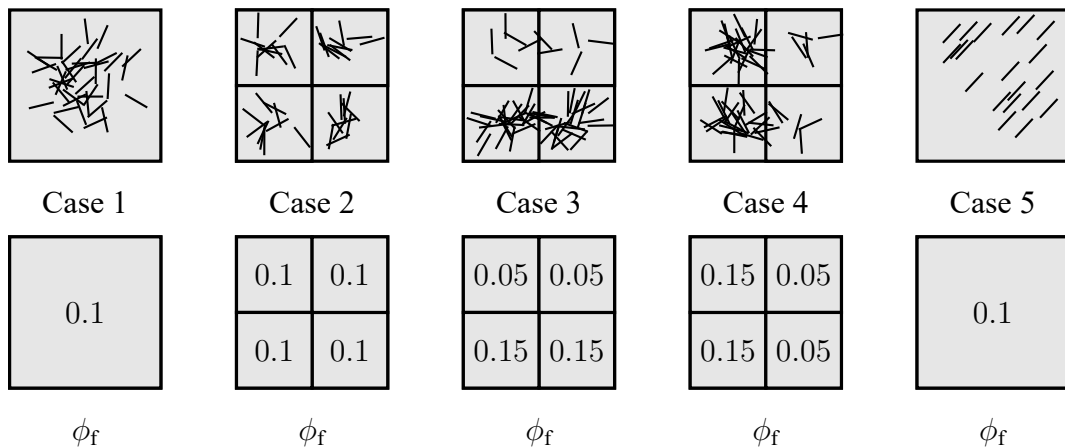 Case 1 Case 2 Case 3 Case 4 Case 5
0.1 0.1 0.05 0.05 0.15 0.05
0.1 0.1
0.1 0.1 0.15 0.15 0.15 0.05
ϕf ϕf ϕf ϕf ϕf